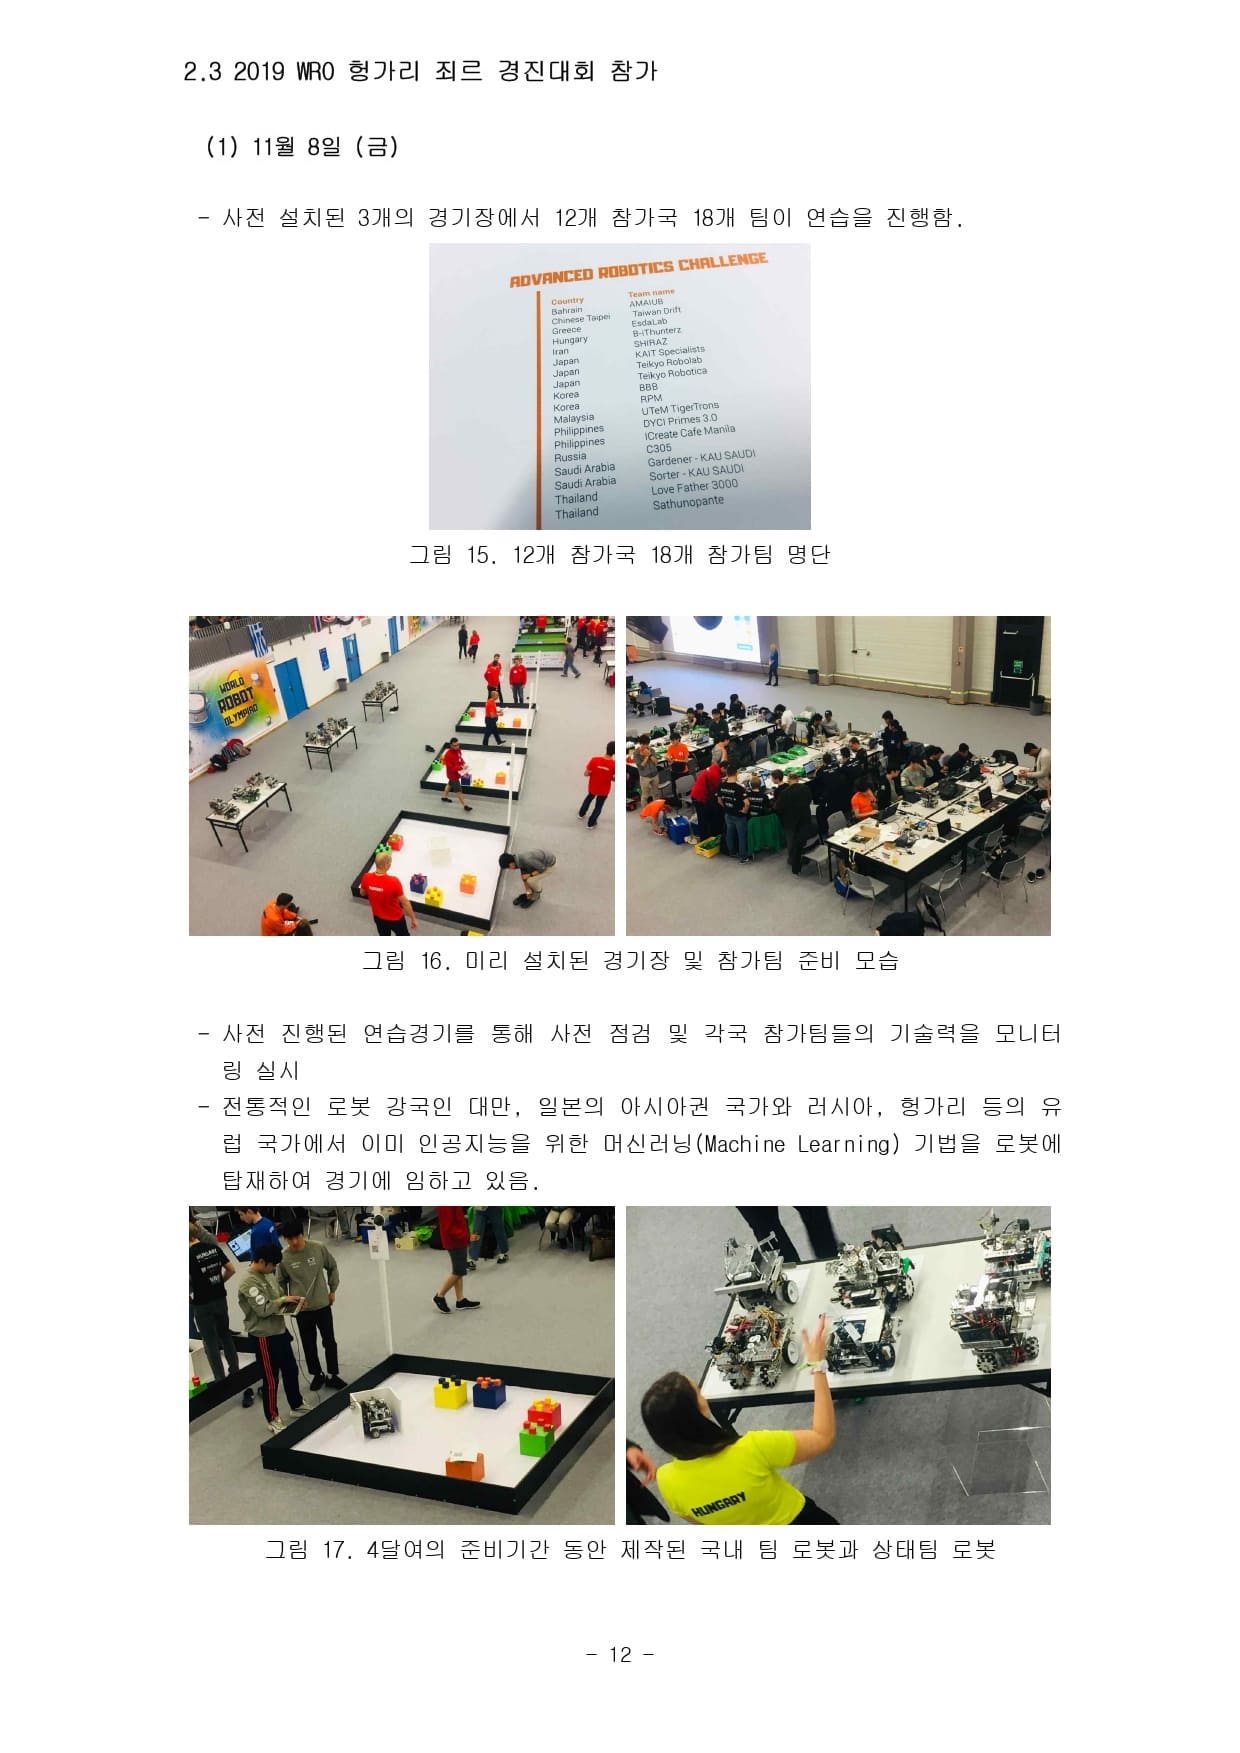 2.3 2019 WRO 헝가리 죄르 경진대회 참가
(1) 11월 8일 (금)
- 사전 설치된 3개의 경기장에서 12개 참가국 18개 팀이 연습을 진행함.
ADVANCED ROBOTICS CHALLENGE
Country Team name
Bahrain AMAIUB
Chinese Taipei Taiwan Drift
Greece EsdaLab
Hungary B-iThunterz
Iran SHIRAZ
Japan KAIT Specialists
Japan Teikyo Robolab
Japan Teikyo Robotica
Korea BBB
Korea RPM
Malaysia UTeM TigerTrons
Philippines DYCI Primes 3.0
Philippines iCreate Cafe Manila
Russia C305
Saudi Arabia Gardener - KAU SAUDI
Saudi Arabia Sorter - KAU SAUDI
Thailand Love Father 3000
Thailand Sathunopante
그림 15. 12개 참가국 18개 참가팀 명단
WORLD
ROBOT
OLYMPIAD
그림 16. 미리 설치된 경기장 및 참가팀 준비 모습
- 사전 진행된 연습경기를 통해 사전 점검 및 각국 참가팀들의 기술력을 모니터
링 실시
- 전통적인 로봇 강국인 대만, 일본의 아시아권 국가와 러시아, 헝가리 등의 유
럽 국가에서 이미 인공지능을 위한 머신러닝(Machine Learning) 기법을 로봇에
탑재하여 경기에 임하고 있음.
HUNGARY
HUNGARY
그림 17. 4달여의 준비기간 동안 제작된 국내 팀 로봇과 상태팀 로봇
- 12 -